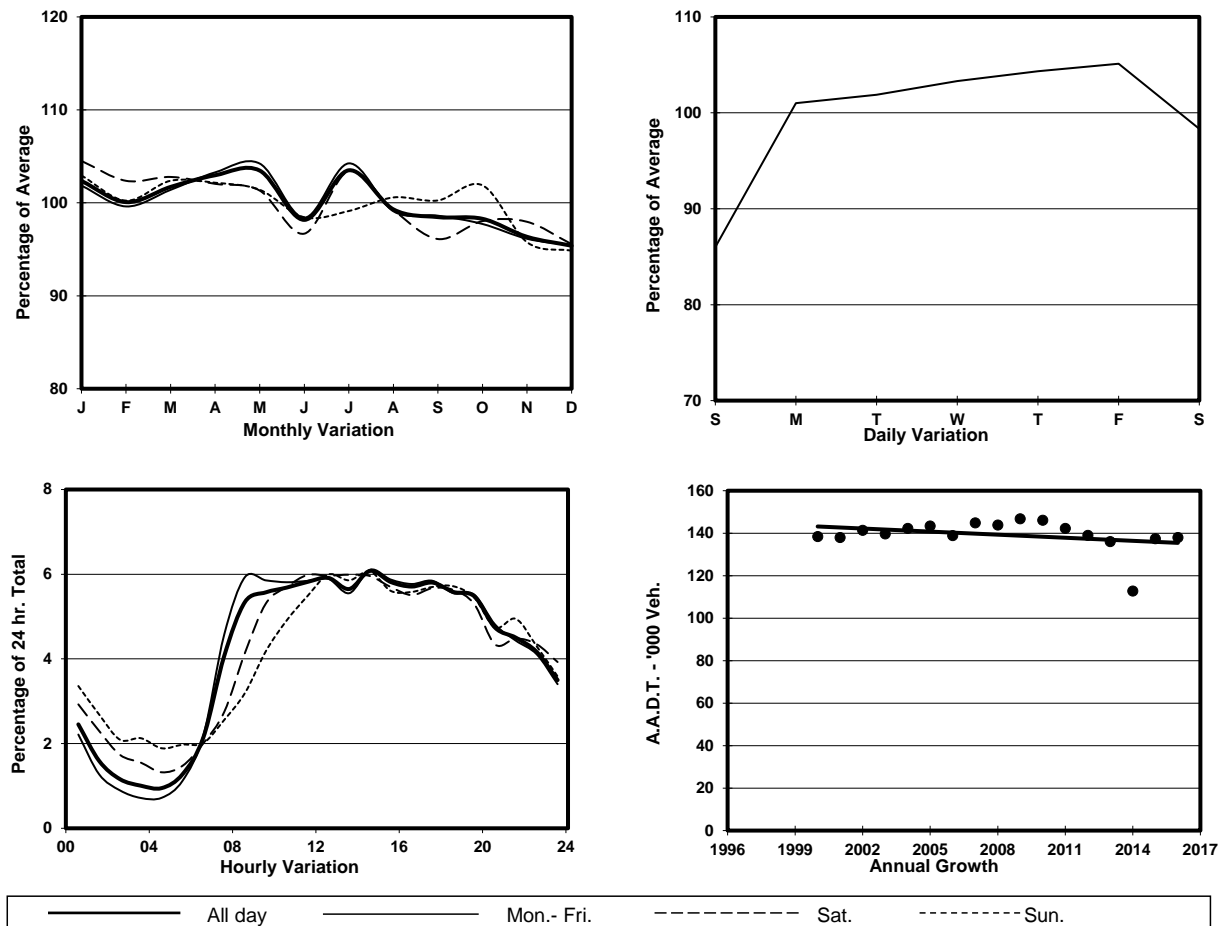 120
110
100
90
80
Percentage of Average
J F M A M J J A S O N D
Monthly Variation
110
100
90
80
70
Percentage of Average
S M T W T F S
Daily Variation
8
6
4
2
0
Percentage of 24 hr. Total
00 04 08 12 16 20 24
Hourly Variation
160
140
120
100
80
60
40
20
0
A.A.D.T. - '000 Veh.
1996 1999 2002 2005 2008 2011 2014 2017
Annual Growth
All day Mon.- Fri. Sat. Sun.